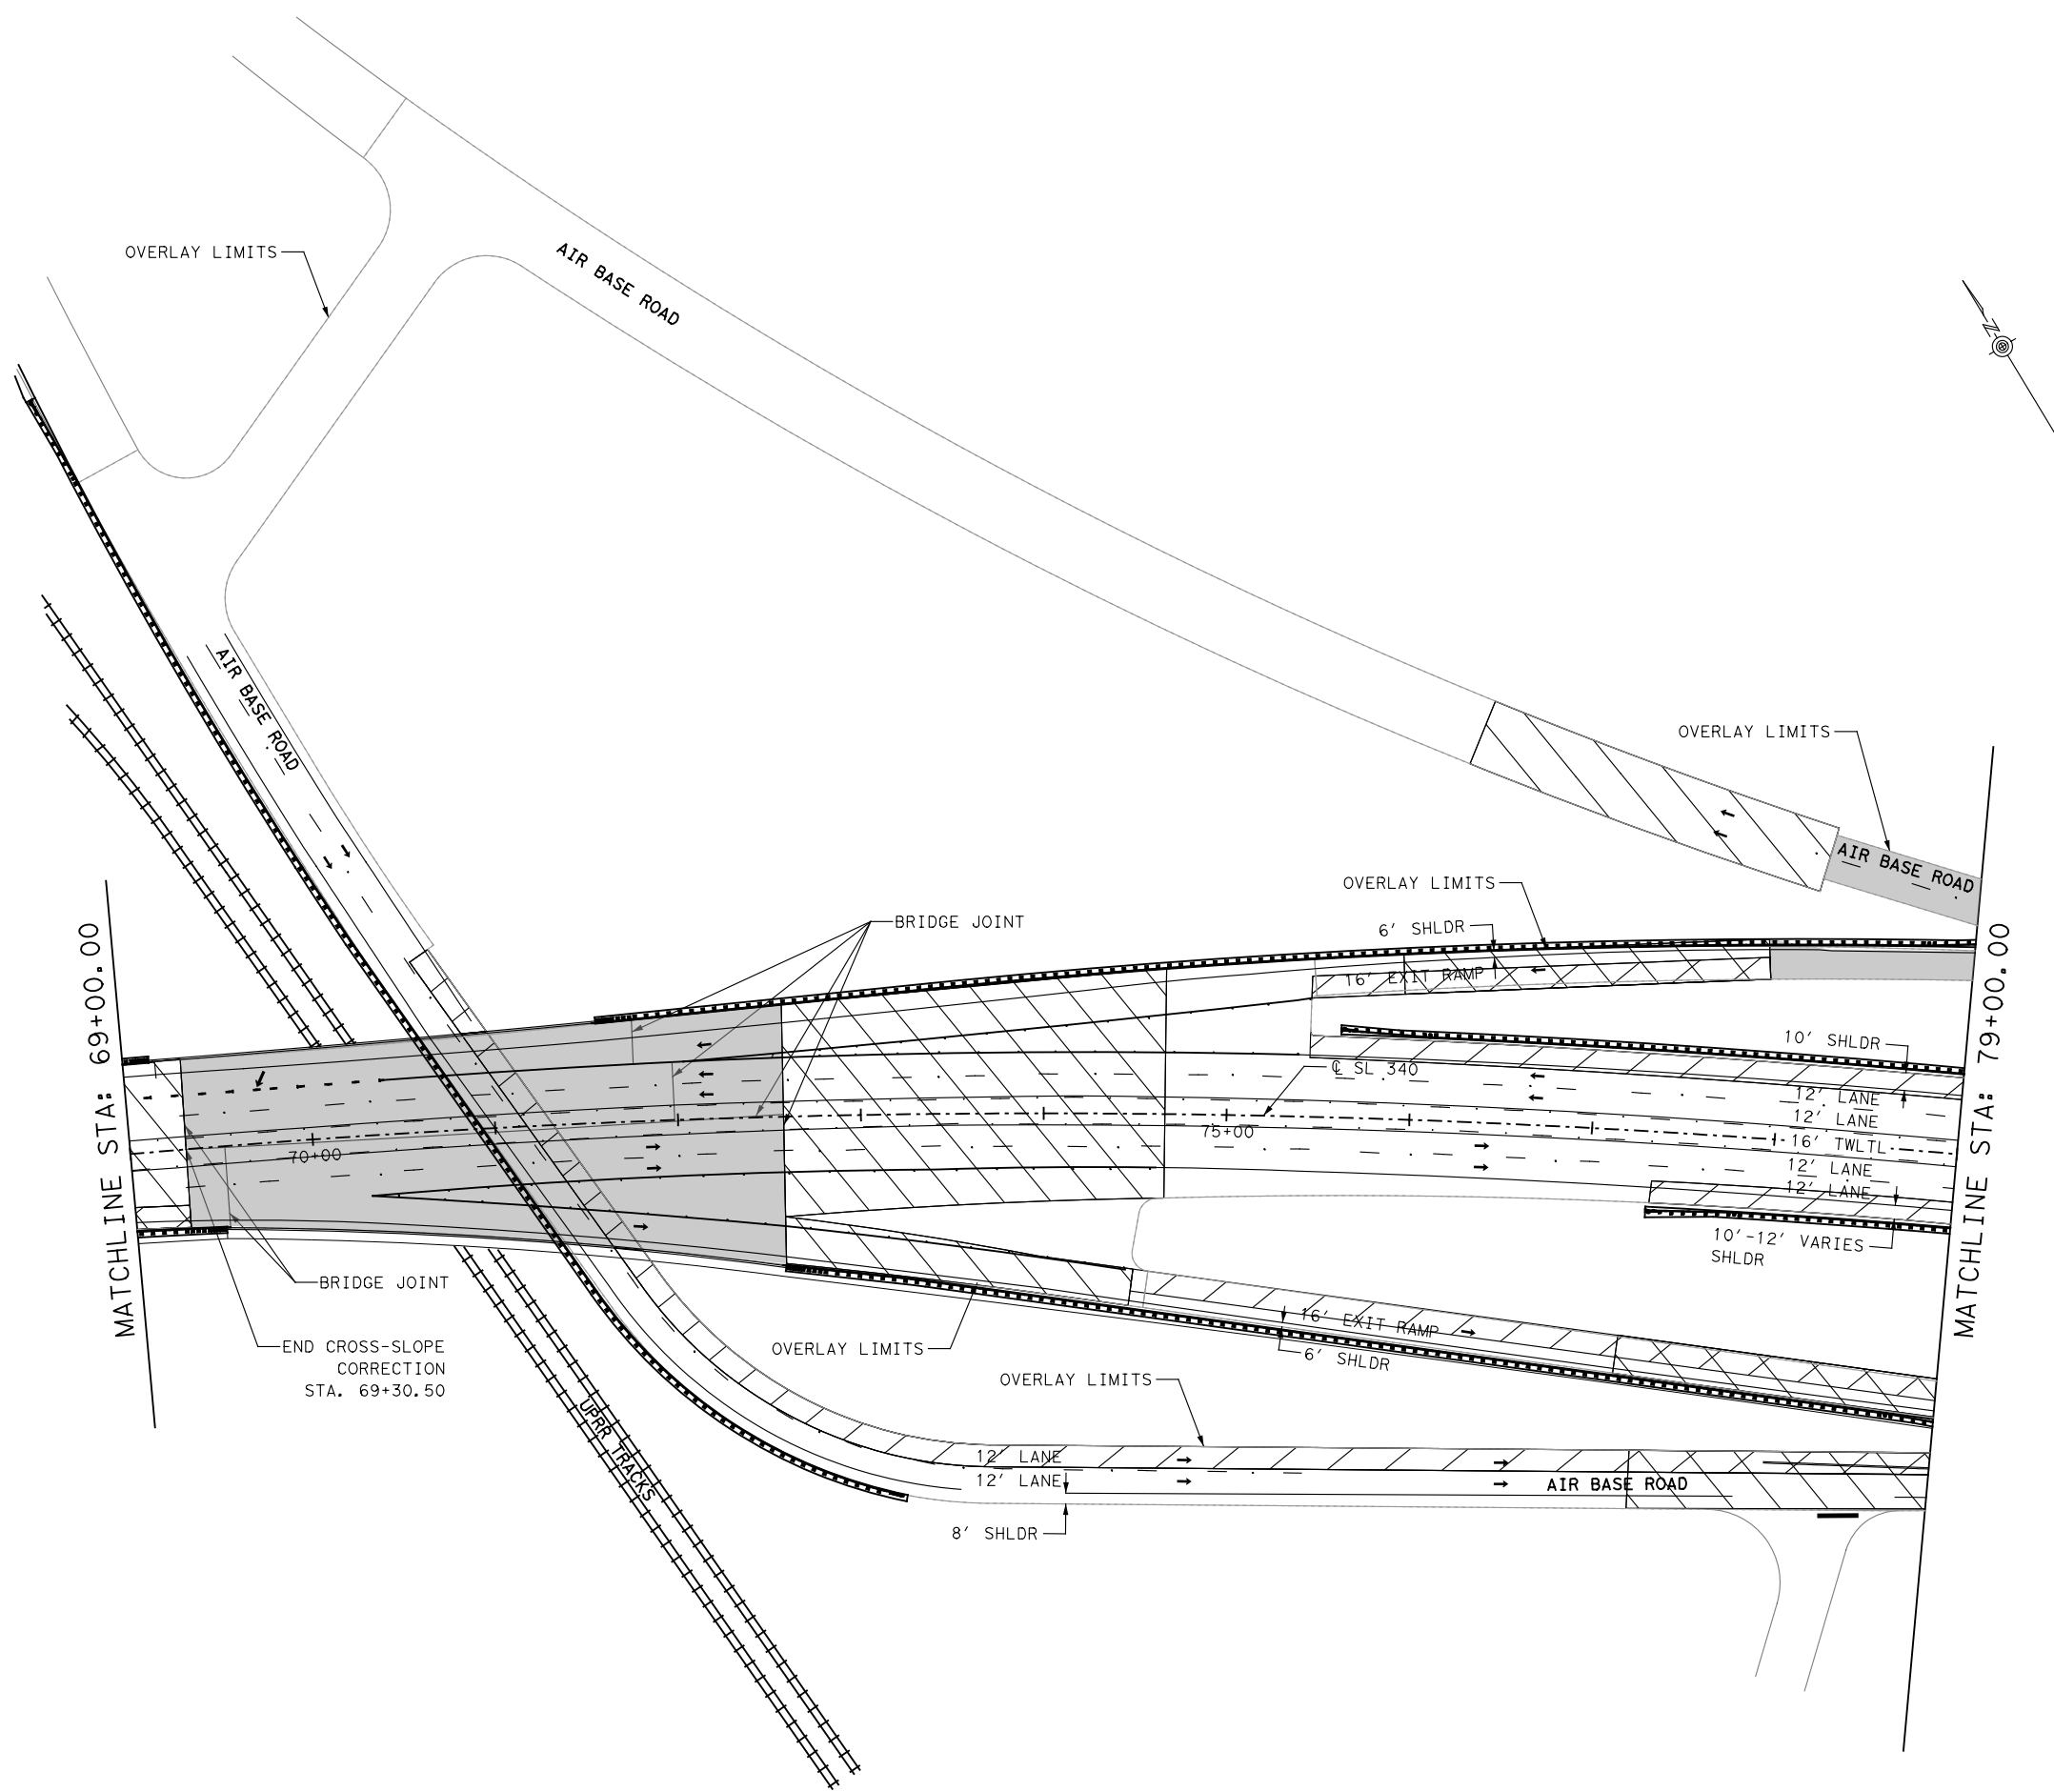 OVERLAY LIMITS
AIR BASE ROAD
N
AIR BASE ROAD
OVERLAY LIMITS
AIR BASE ROAD
OVERLAY LIMITS
BRIDGE JOINT
6' SHLDR
16' EXIT RAMP
MATCHLINE STA: 69+00.00
MATCHLINE STA: 79+00.00
10' SHLDR
℄ SL 340
12' LANE
12' LANE
75+00
16' TWLTL
70+00
12' LANE
12' LANE
10'-12' VARIES
SHLDR
BRIDGE JOINT
16' EXIT RAMP
END CROSS-SLOPE
CORRECTION
STA. 69+30.50
OVERLAY LIMITS
6' SHLDR
OVERLAY LIMITS
UPRR TRACKS
12' LANE
12' LANE
AIR BASE ROAD
8' SHLDR